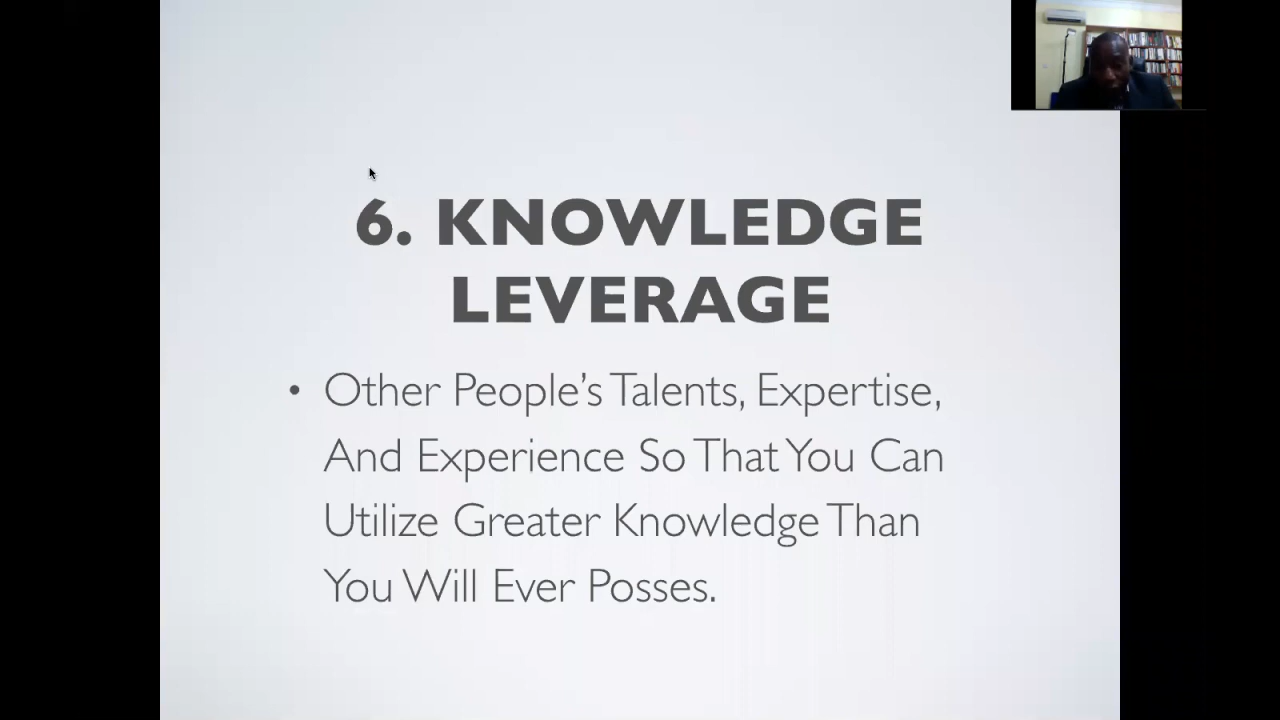 6. KNOWLEDGE
LEVERAGE
• Other People's Talents, Expertise,
And Experience So That You Can
Utilize Greater Knowledge Than
You Will Ever Posses.